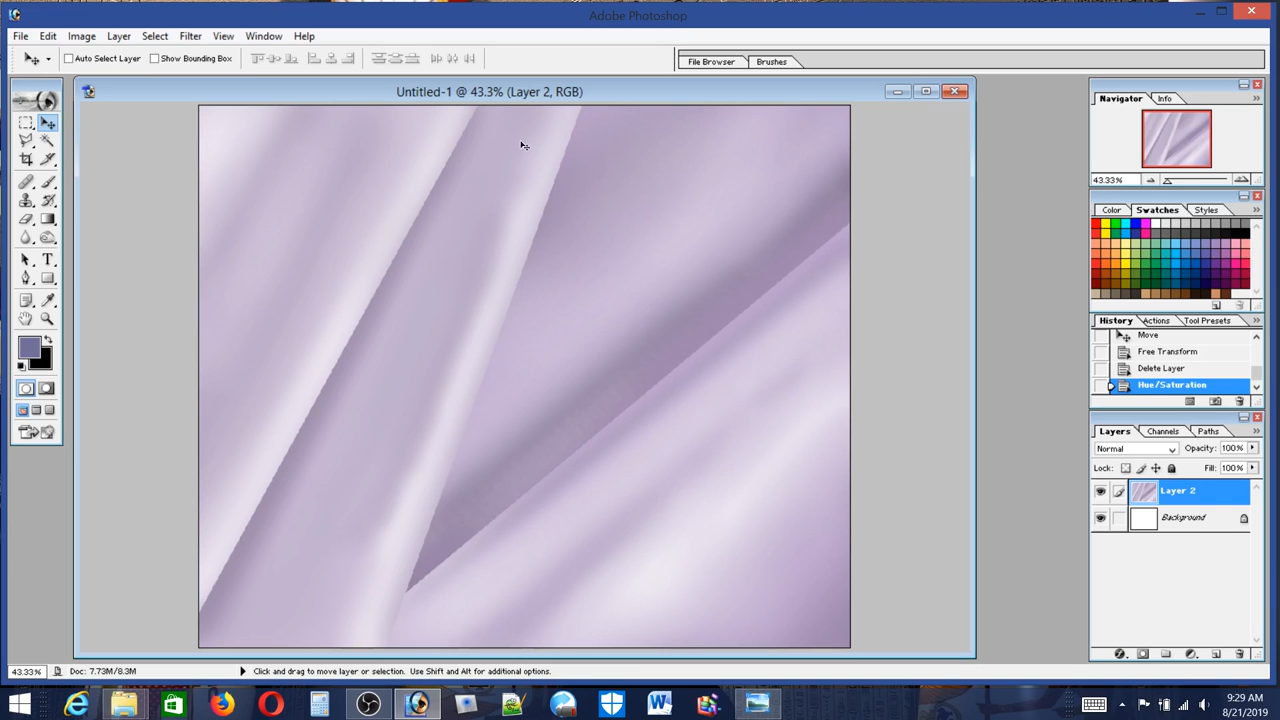 Adobe Photoshop
File Edit Image Layer Select Filter View Window Help
Auto Select Layer Show Bounding Box
File Browser Brushes
Untitled-1 @ 43.3% (Layer 2, RGB)
Navigator Info
43.33%
Color Swatches Styles
History Actions Tool Presets
Move
Free Transform
Delete Layer
Hue/Saturation
Layers Channels Paths
Normal Opacity: 100%
Lock: Fill: 100%
Layer 2
Background
43.33% Doc: 7.73M/8.3M Click and drag to move layer or selection. Use Shift and Alt for additional options.
9:29 AM
8/21/2019